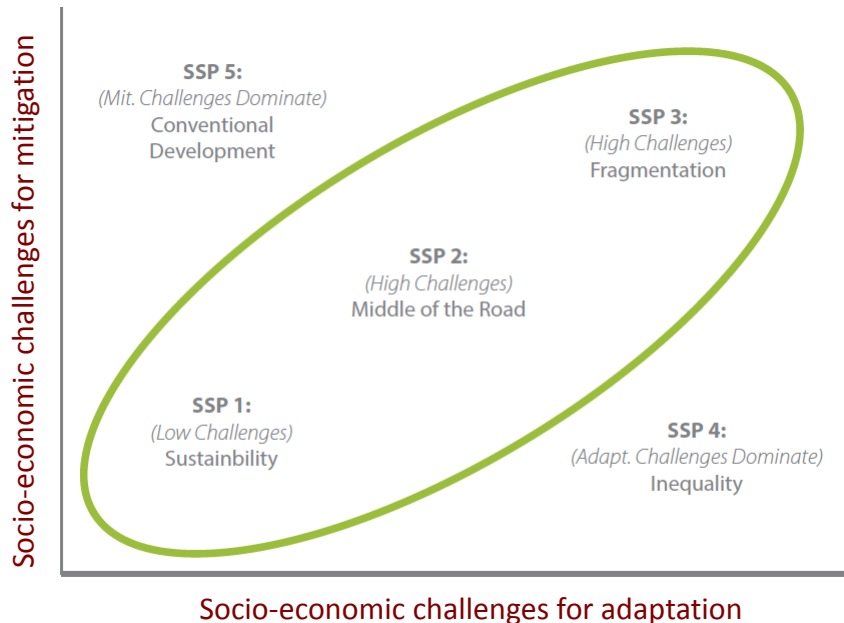 Socio-economic challenges for mitigation
SSP 5:
(Mit. Challenges Dominate)
Conventional
Development
SSP 3:
(High Challenges)
Fragmentation
SSP 2:
(High Challenges)
Middle of the Road
SSP 1:
(Low Challenges)
Sustainbility
SSP 4:
(Adapt. Challenges Dominate)
Inequality
Socio-economic challenges for adaptation